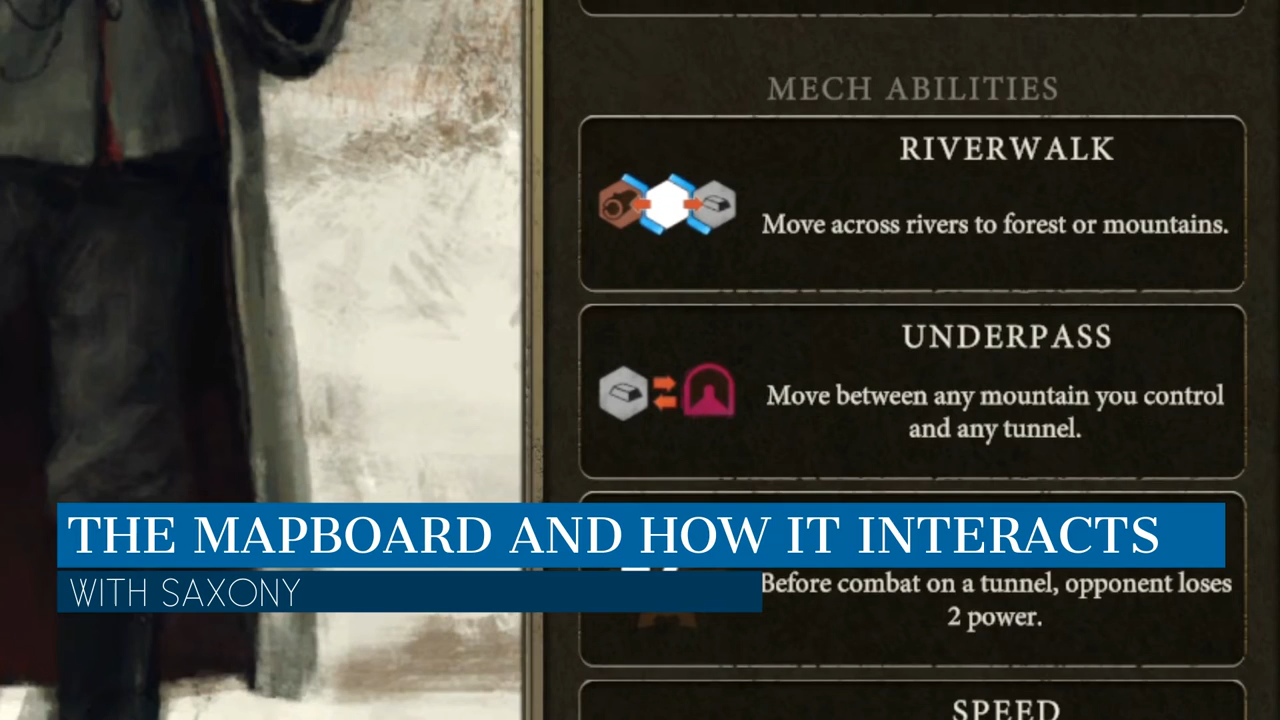 MECH ABILITIES
RIVERWALK
Move across rivers to forest or mountains.
UNDERPASS
Move between any mountain you control
and any tunnel.
THE MAPBOARD AND HOW IT INTERACTS
WITH SAXONY
Before combat on a tunnel, opponent loses
2 power.
SPEED